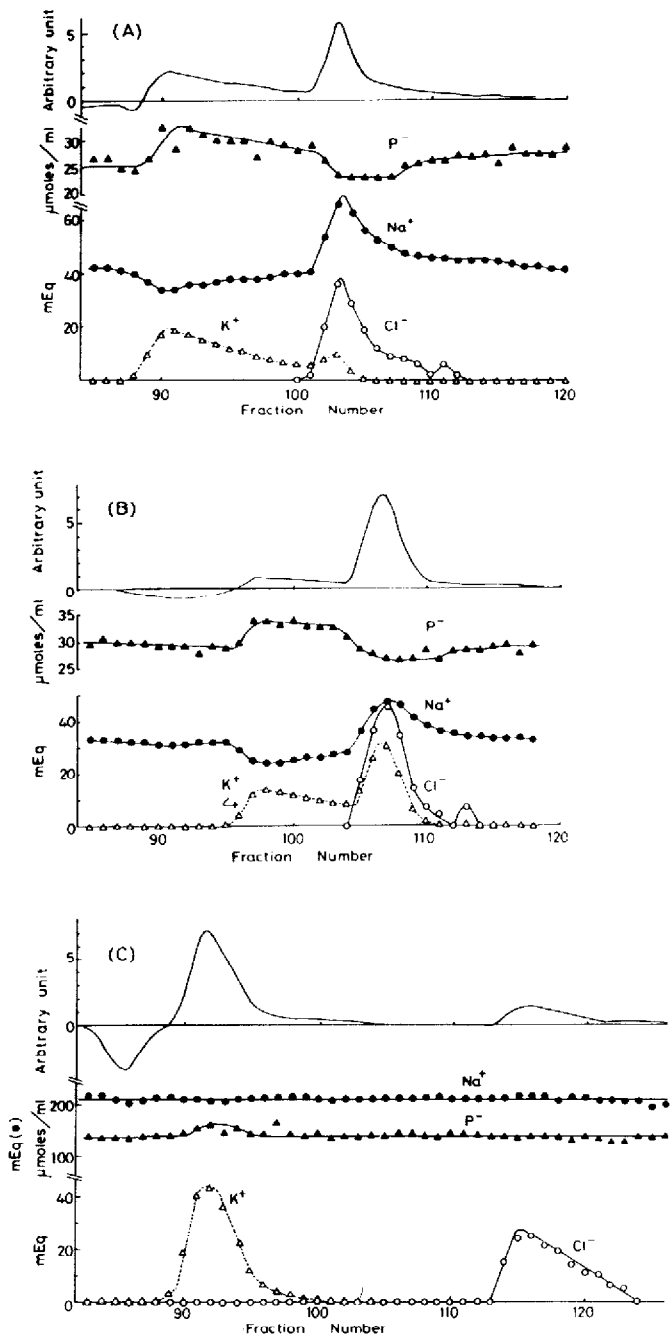 (A)
Arbitrary unit
5
0
P⁻
μmoles/ml
30
25
20
Na⁺
60
40
20
mEq
K⁺
Cl⁻
90 100 110 120
Fraction Number
(B)
Arbitrary unit
5
0
P⁻
μmoles/ml
35
30
25
Na⁺
40
20
0
mEq
K⁺
Cl⁻
90 100 110 120
Fraction Number
(C)
Arbtrary unit
5
0
Na⁺
P⁻
mEq(●)
μmoles/ml
200
100
40
20
0
mEq
K⁺
Cl⁻
90 100 110 120
Fraction Number